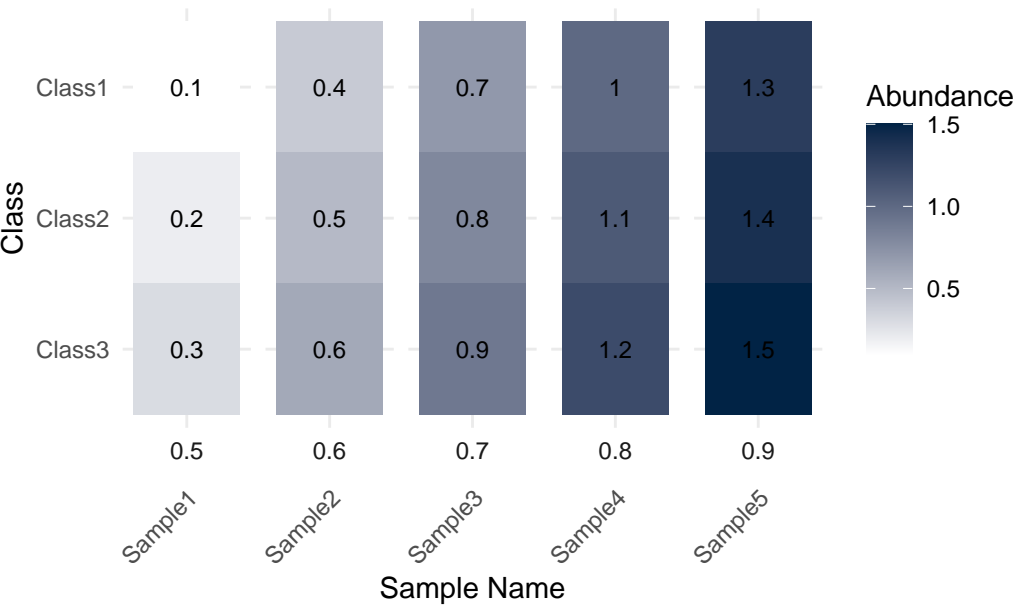 Class1 0.1 0.4 0.7 1 1.3
Class2 0.2 0.5 0.8 1.1 1.4
Class3 0.3 0.6 0.9 1.2 1.5
0.5 0.6 0.7 0.8 0.9
Sample1 Sample2 Sample3 Sample4 Sample5
Sample Name
Class
Abundance
1.5
1.0
0.5